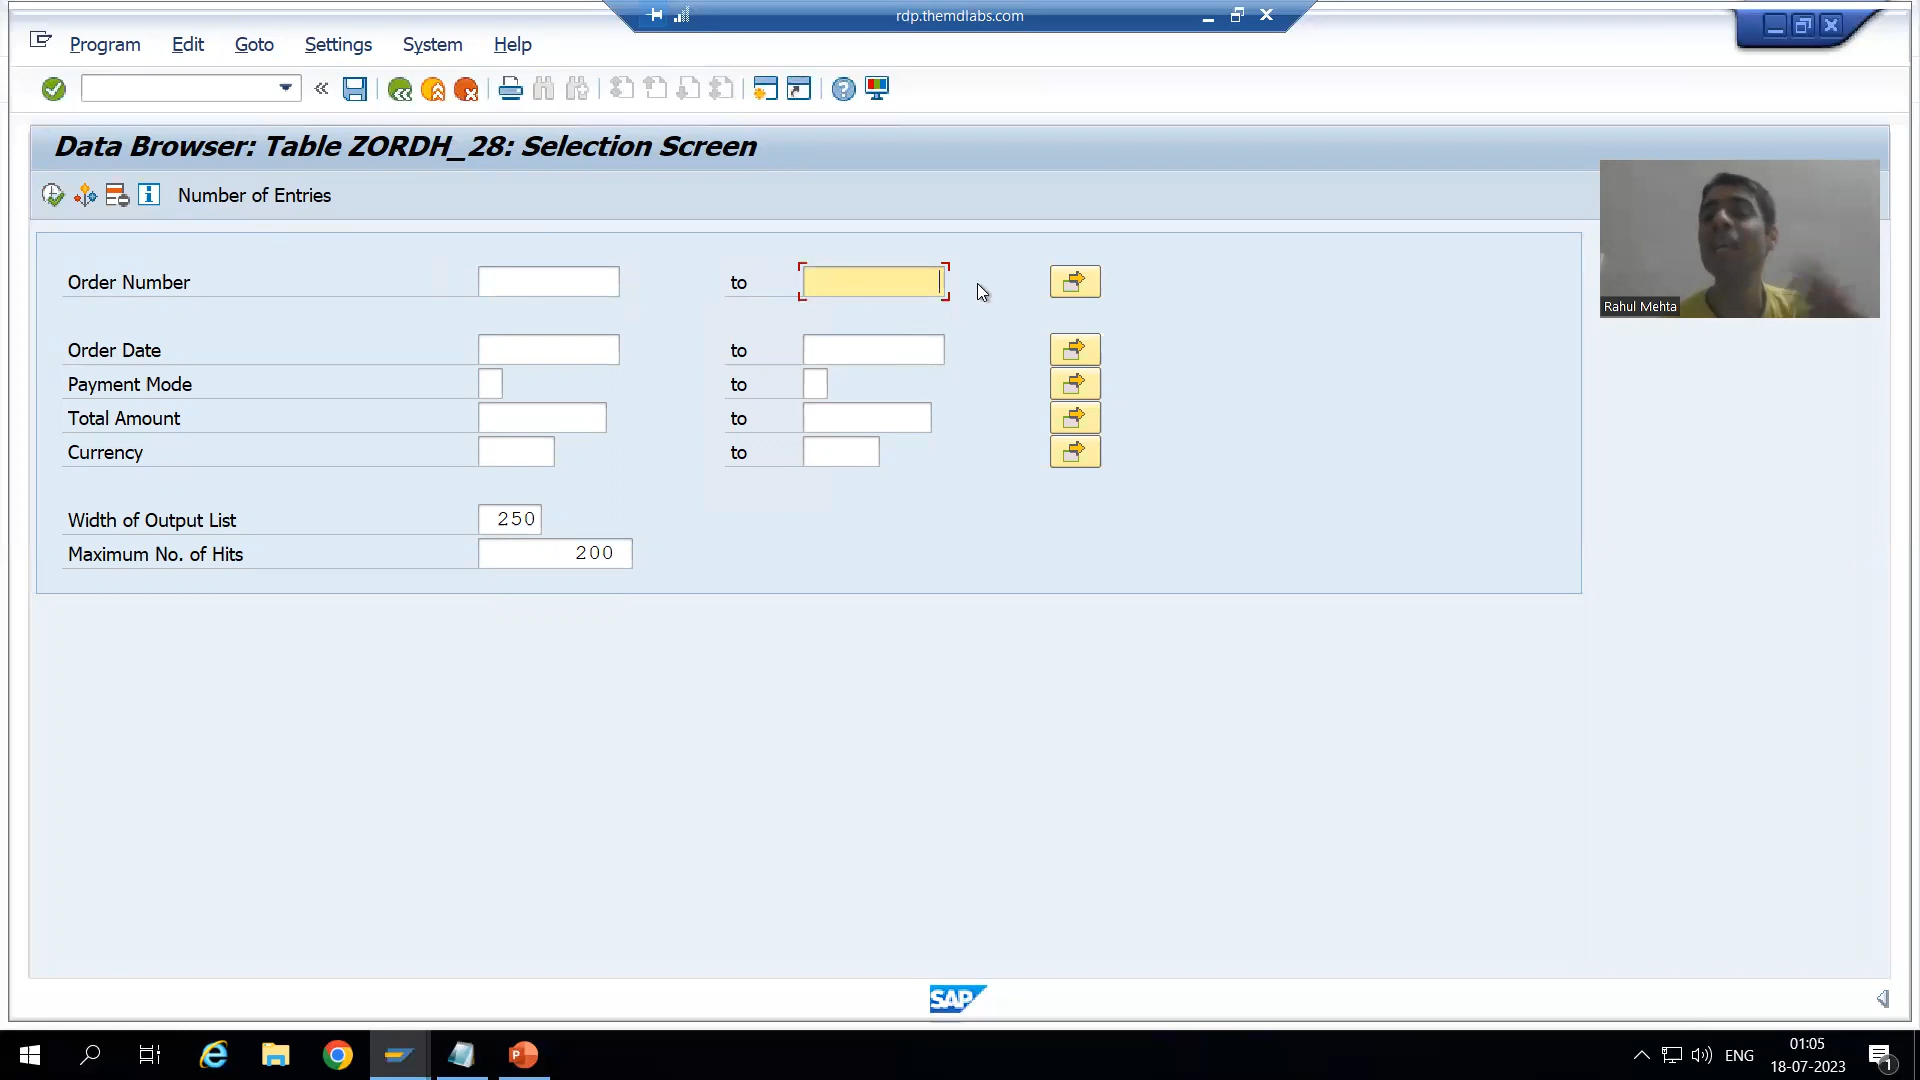 rdp.themdlabs.com
Program Edit Goto Settings System Help
Data Browser: Table ZORDH_28: Selection Screen
Number of Entries
Order Number to
Rahul Mehta
Order Date to
Payment Mode to
Total Amount to
Currency to
Width of Output List 250
Maximum No. of Hits 200
SAP
ENG
01:05
18-07-2023
1